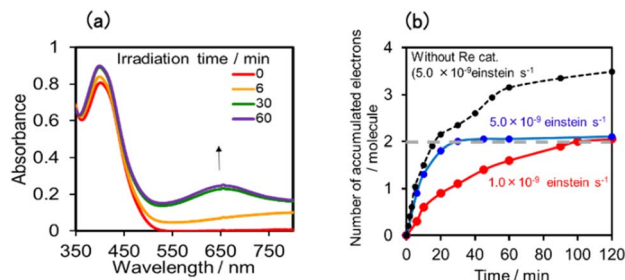 (a)
Irradiation time / min
0
6
30
60
1
0.8
0.6
0.4
0.2
0
350 450 550 650 750
Wavelength / nm
Absorbance
(b)
Without Re cat.
(5.0 ×10⁻⁹einstein s⁻¹
5.0×10⁻⁹ einstein s⁻¹
1.0×10⁻⁹ einstein s⁻¹
4
3
2
1
0
0 20 40 60 80 100 120
Time / min
Number of accumulated electrons
/ molecule